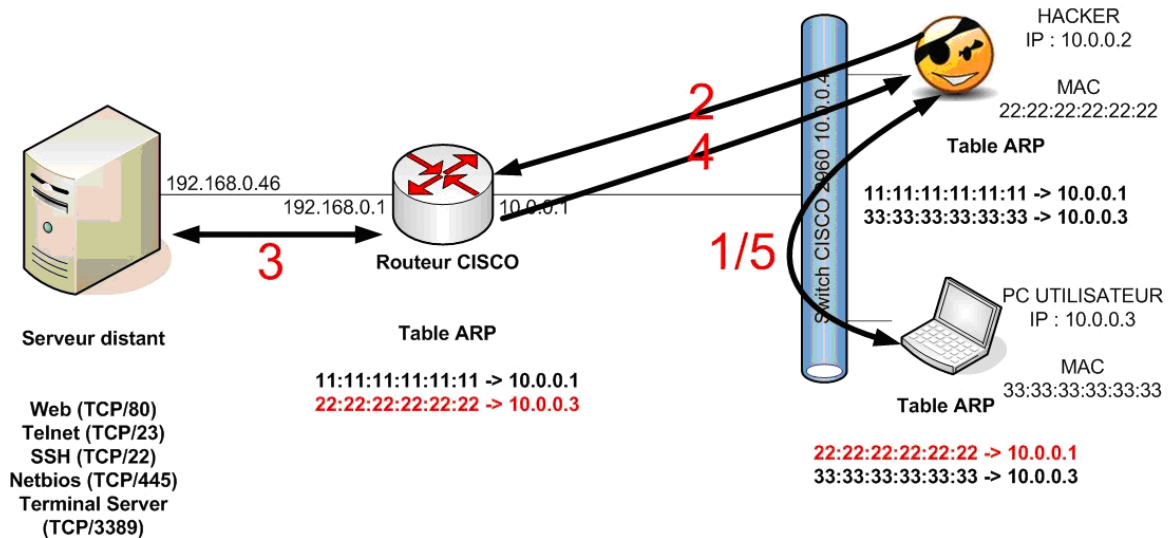 HACKER
IP : 10.0.0.2
MAC
22:22:22:22:22:22
Table ARP
11:11:11:11:11:11 -> 10.0.0.1
33:33:33:33:33:33 -> 10.0.0.3
2
4
Switch CISCO 2960 10.0.0.4
192.168.0.46
192.168.0.1
10.0.0.1
3
1/5
Routeur CISCO
Serveur distant
Table ARP
11:11:11:11:11:11 -> 10.0.0.1
22:22:22:22:22:22 -> 10.0.0.3
PC UTILISATEUR
IP : 10.0.0.3
MAC
33:33:33:33:33:33
Table ARP
22:22:22:22:22:22 -> 10.0.0.1
33:33:33:33:33:33 -> 10.0.0.3
Web (TCP/80)
Telnet (TCP/23)
SSH (TCP/22)
Netbios (TCP/445)
Terminal Server
(TCP/3389)